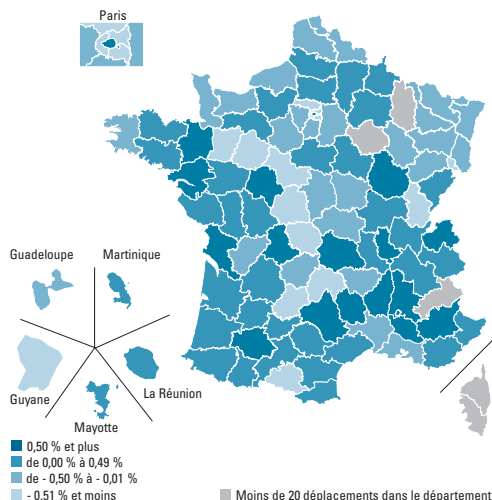 Paris
Guadeloupe
Martinique
Guyane
La Réunion
Mayotte
0,50 % et plus
de 0,00 % à 0,49 %
de - 0,50 % à - 0,01 %
- 0.51 % et moins
Moins de 20 déplacements dans le département